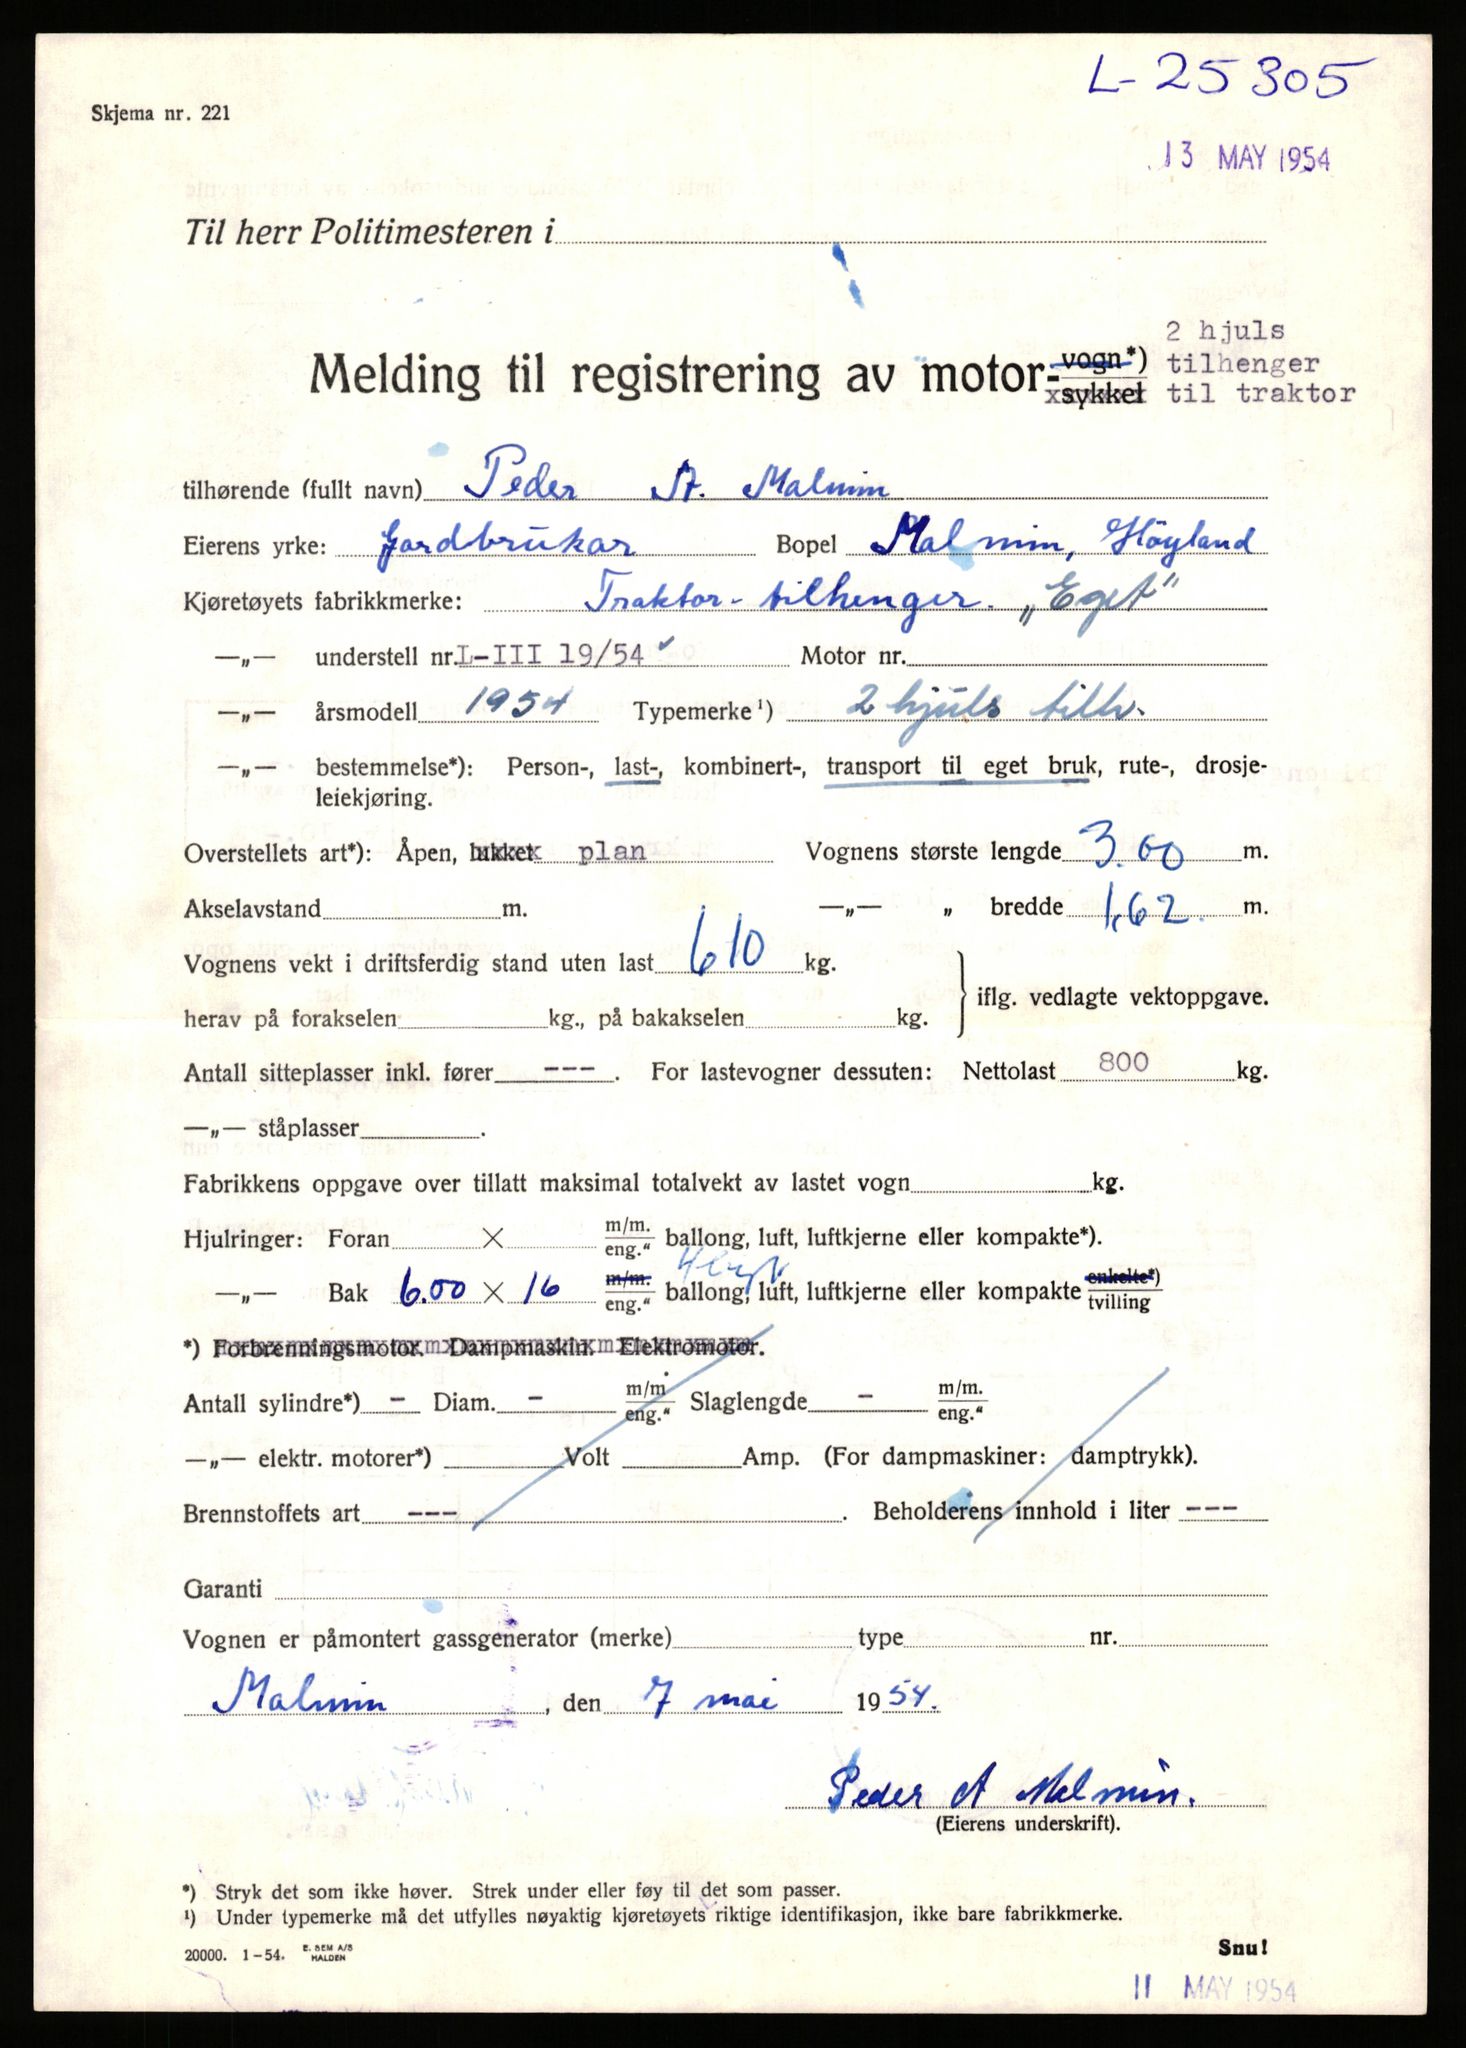 L-25305
Skjema nr. 221
13 MAY 1954
Til herr Politimesteren i
Melding til registrering av motor-vogn*) 2 hjuls
sykkel tilhenger
til traktor
tilhørende (fullt navn) Peder A. Malmin
Eierens yrke: Gardbrukar Bopel Malmin, Höyland
Kjøretøyets fabrikkmerke: Traktor-tilhenger. „Eget"
—„— understell nr. L-III 19/54 Motor nr.
—„— årsmodell 1954 Typemerke¹) 2 hjuls tilh.
—„— bestemmelse*): Person-, last-, kombinert-, transport til eget bruk, rute-, drosje-
leiekjøring.
Overstellets art*): Åpen, lukket plan Vognens største lengde 3.00 m.
Akselavstand m. —„— „ bredde 1,62. m.
Vognens vekt i driftsferdig stand uten last 610 kg.
iflg. vedlagte vektoppgave.
herav på forakselen kg., på bakakselen kg.
Antall sitteplasser inkl. fører --- . For lastevogner dessuten: Nettolast 800 kg.
—„— ståplasser .
Fabrikkens oppgave over tillatt maksimal totalvekt av lastet vogn kg.
Hjulringer: Foran × m/m. eng." ballong, luft, luftkjerne eller kompakte*).
—„— Bak 6.00 × 16 m/m. eng." ballong, luft, luftkjerne eller kompakte enkelte*) tvilling
*) Forbrenningsmotor. Dampmaskin. Elektromotor.
Antall sylindre*) - Diam. - m/m. eng." Slaglengde - m/m. eng."
—„— elektr. motorer*) Volt Amp. (For dampmaskiner: damptrykk).
Brennstoffets art --- . Beholderens innhold i liter ---
Garanti
Vognen er påmontert gassgenerator (merke) type nr.
Malmin, den 7 mai 1954.
Peder A Malmin.
(Eierens underskrift).
*) Stryk det som ikke høver. Strek under eller føy til det som passer.
¹) Under typemerke må det utfylles nøyaktig kjøretøyets riktige identifikasjon, ikke bare fabrikkmerke.
20000. 1-54. E. SEM A/S HALDEN
Snu!
11 MAY 1954